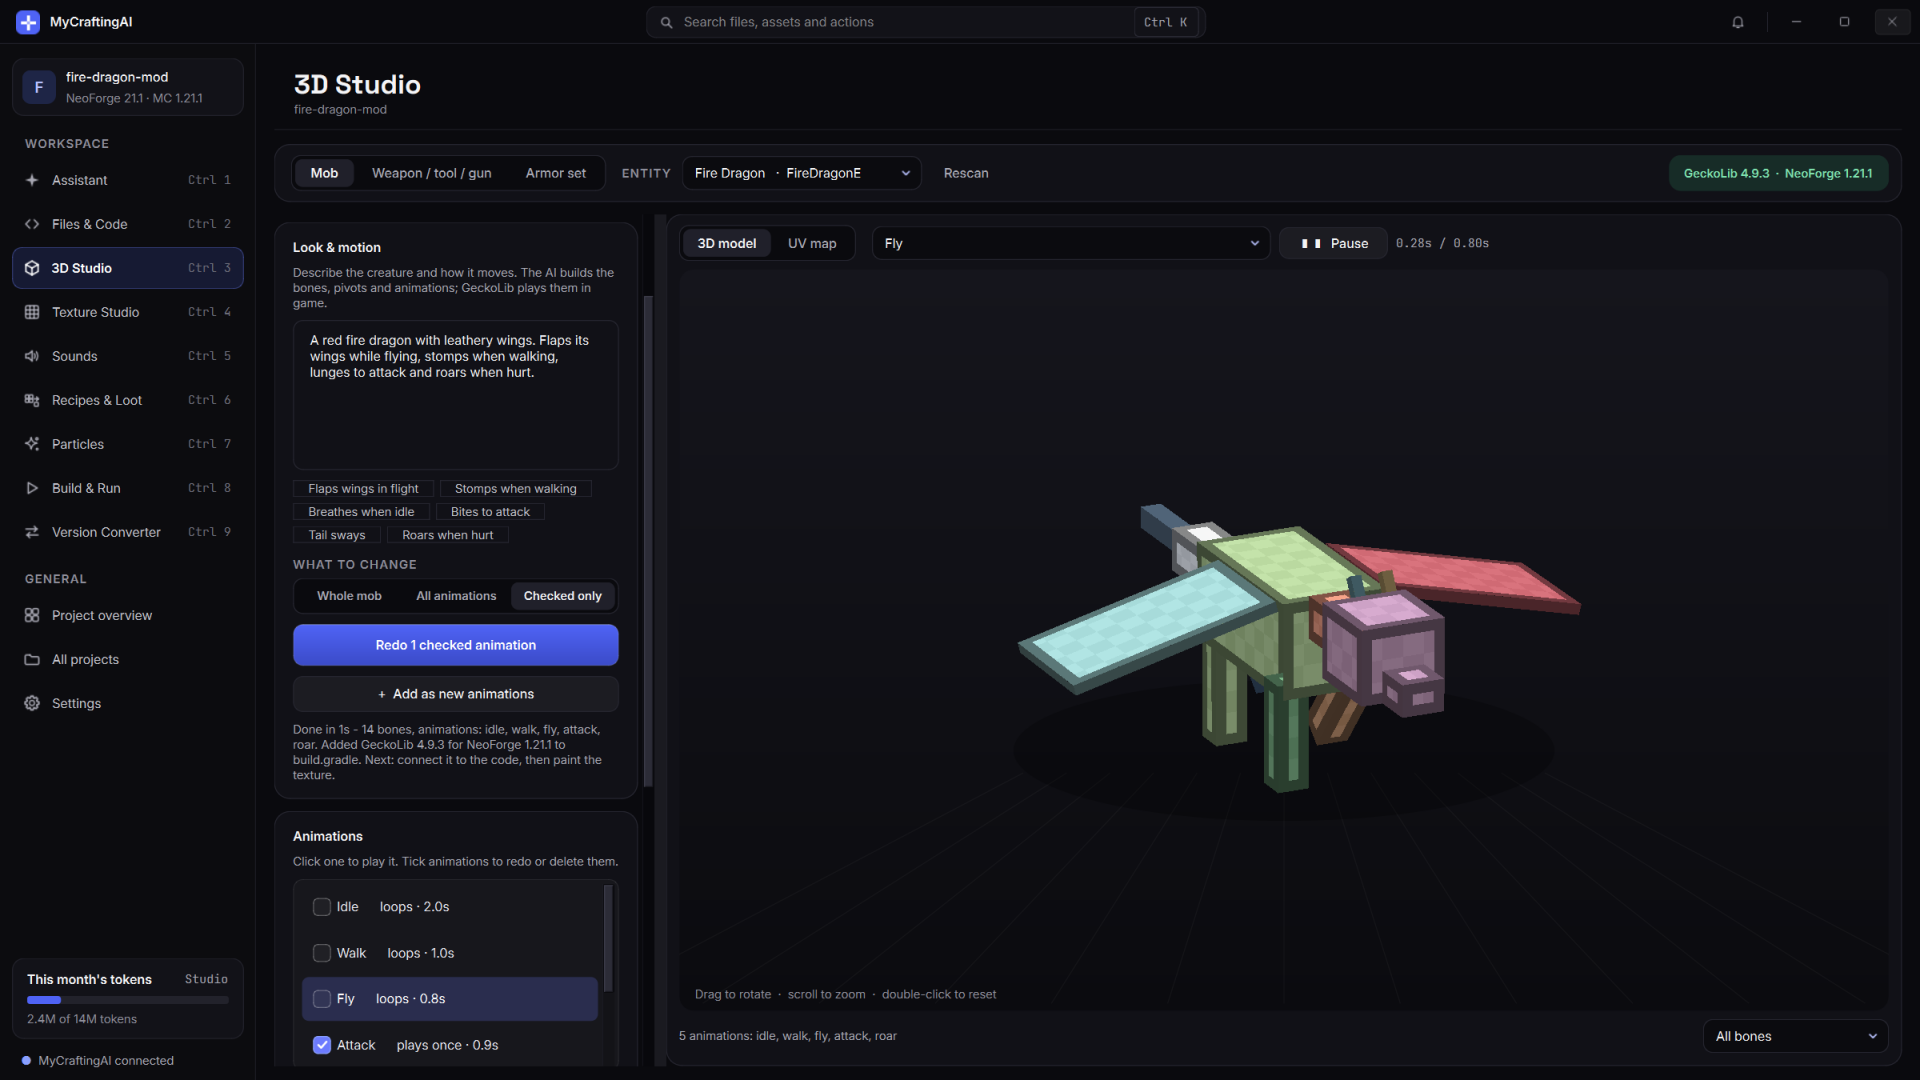 MyCraftingAI
Search files, assets and actions
Ctrl K
F
fire-dragon-mod
NeoForge 21.1 · MC 1.21.1
WORKSPACE
Assistant Ctrl 1
Files & Code Ctrl 2
3D Studio Ctrl 3
Texture Studio Ctrl 4
Sounds Ctrl 5
Recipes & Loot Ctrl 6
Particles Ctrl 7
Build & Run Ctrl 8
Version Converter Ctrl 9
GENERAL
Project overview
All projects
Settings
This month's tokens Studio
2.4M of 14M tokens
MyCraftingAI connected
3D Studio
fire-dragon-mod
Mob Weapon / tool / gun Armor set ENTITY Fire Dragon · FireDragonE Rescan
GeckoLib 4.9.3 · NeoForge 1.21.1
Look & motion
Describe the creature and how it moves. The AI builds the
bones, pivots and animations; GeckoLib plays them in
game.
A red fire dragon with leathery wings. Flaps its
wings while flying, stomps when walking,
lunges to attack and roars when hurt.
Flaps wings in flight Stomps when walking
Breathes when idle Bites to attack
Tail sways Roars when hurt
WHAT TO CHANGE
Whole mob All animations Checked only
Redo 1 checked animation
+ Add as new animations
Done in 1s - 14 bones, animations: idle, walk, fly, attack,
roar. Added GeckoLib 4.9.3 for NeoForge 1.21.1 to
build.gradle. Next: connect it to the code, then paint the
texture.
Animations
Click one to play it. Tick animations to redo or delete them.
Idle loops · 2.0s
Walk loops · 1.0s
Fly loops · 0.8s
Attack plays once · 0.9s
3D model UV map Fly Pause 0.28s / 0.80s
Drag to rotate · scroll to zoom · double-click to reset
5 animations: idle, walk, fly, attack, roar
All bones